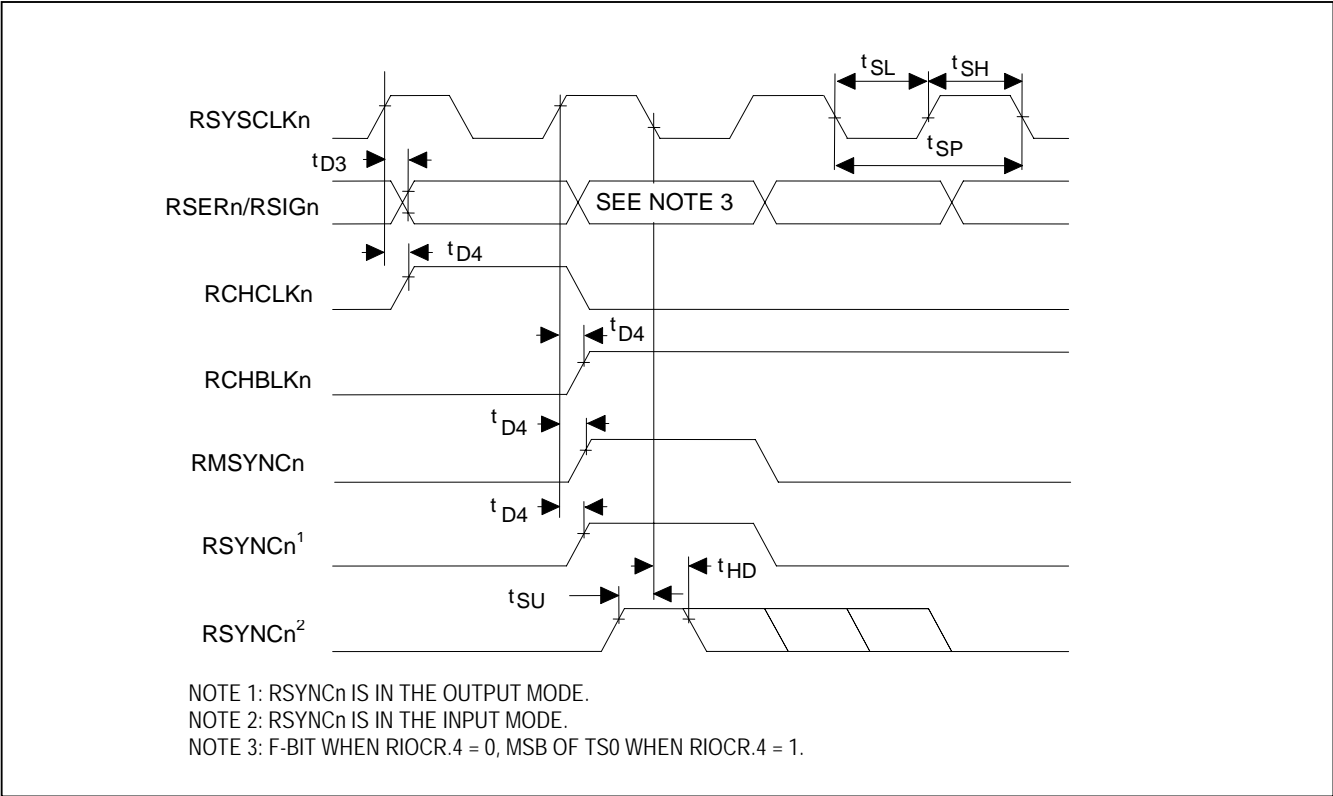 tSL tSH
RSYSCLKn
tSP
tD3
RSERn/RSIGn SEE NOTE 3
tD4
RCHCLKn
tD4
RCHBLKn
tD4
RMSYNCn
tD4
RSYNCn1
tHD
tSU
RSYNCn2
NOTE 1: RSYNCn IS IN THE OUTPUT MODE.
NOTE 2: RSYNCn IS IN THE INPUT MODE.
NOTE 3: F-BIT WHEN RIOCR.4 = 0, MSB OF TS0 WHEN RIOCR.4 = 1.